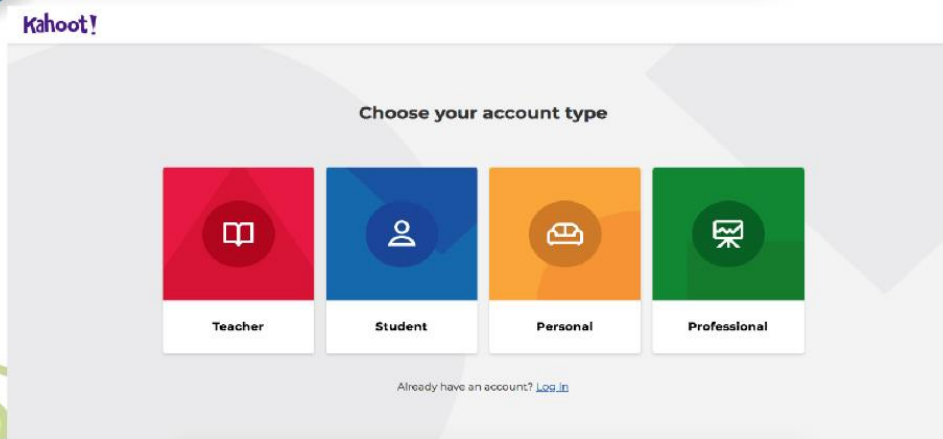 Kahoot!
Choose your account type
Teacher
Student
Personal
Professional
Already have an account? Log In